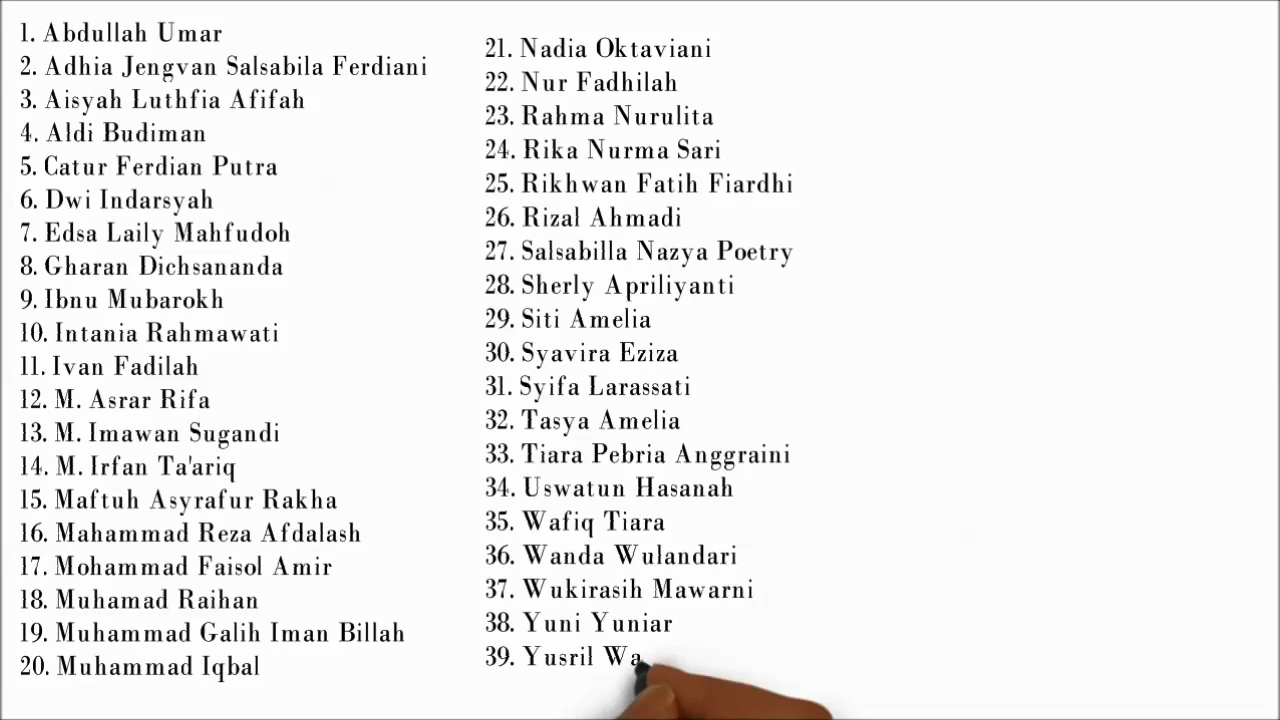 1. Abdullah Umar
2. Adhia Jengvan Salsabila Ferdiani
3. Aisyah Luthfia Afifah
4. Aldi Budiman
5. Catur Ferdian Putra
6. Dwi Indarsyah
7. Edsa Laily Mahfudoh
8. Gharan Dichsananda
9. Ibnu Mubarokh
10. Intania Rahmawati
11. Ivan Fadilah
12. M. Asrar Rifa
13. M. Imawan Sugandi
14. M. Irfan Ta'ariq
15. Maftuh Asyrafur Rakha
16. Mahammad Reza Afdalash
17. Mohammad Faisol Amir
18. Muhamad Raihan
19. Muhammad Galih Iman Billah
20. Muhammad Iqbal
21. Nadia Oktaviani
22. Nur Fadhilah
23. Rahma Nurulita
24. Rika Nurma Sari
25. Rikhwan Fatih Fiardhi
26. Rizal Ahmadi
27. Salsabilla Nazya Poetry
28. Sherly Apriliyanti
29. Siti Amelia
30. Syavira Eziza
31. Syifa Larassati
32. Tasya Amelia
33. Tiara Pebria Anggraini
34. Uswatun Hasanah
35. Wafiq Tiara
36. Wanda Wulandari
37. Wukirasih Mawarni
38. Yuni Yuniar
39. Yusril Wa